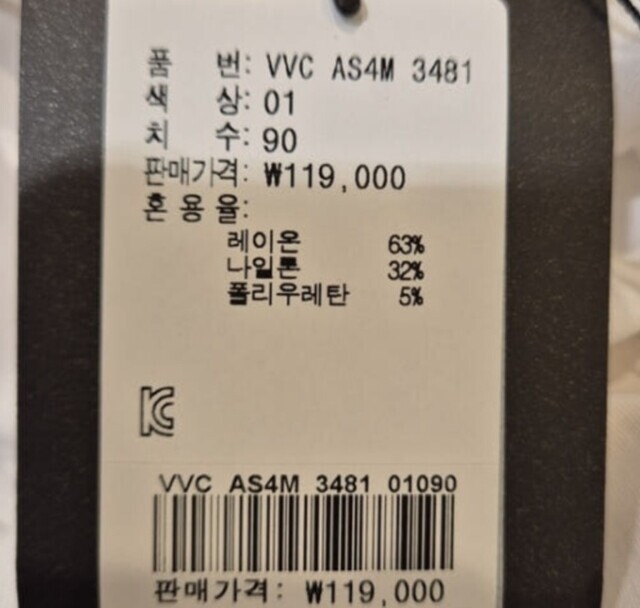 품 번: VVC AS4M 3481
색 상: 01
치 수: 90
판매가격: ₩119,000
혼 용 율:
레이온 63%
나일론 32%
폴리우레탄 5%
KC
VVC AS4M 3481 01090
판매가격: ₩119,000